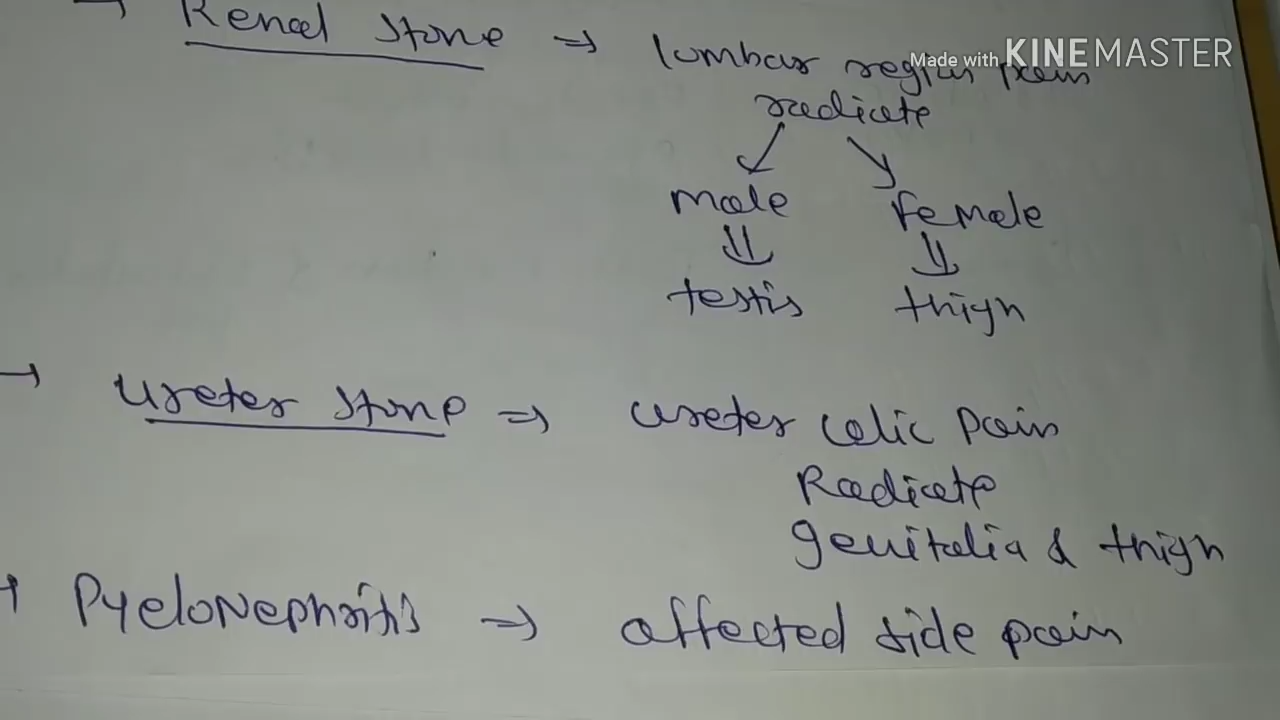 → Renal stone ⇒ lumbar region pain
Made with KINEMASTER
radiate
male female
testis thigh
→ Ureter stone ⇒ ureter colic pain
Radiate
genitalia & thigh
→ Pyelonephritis ⇒ affected side pain